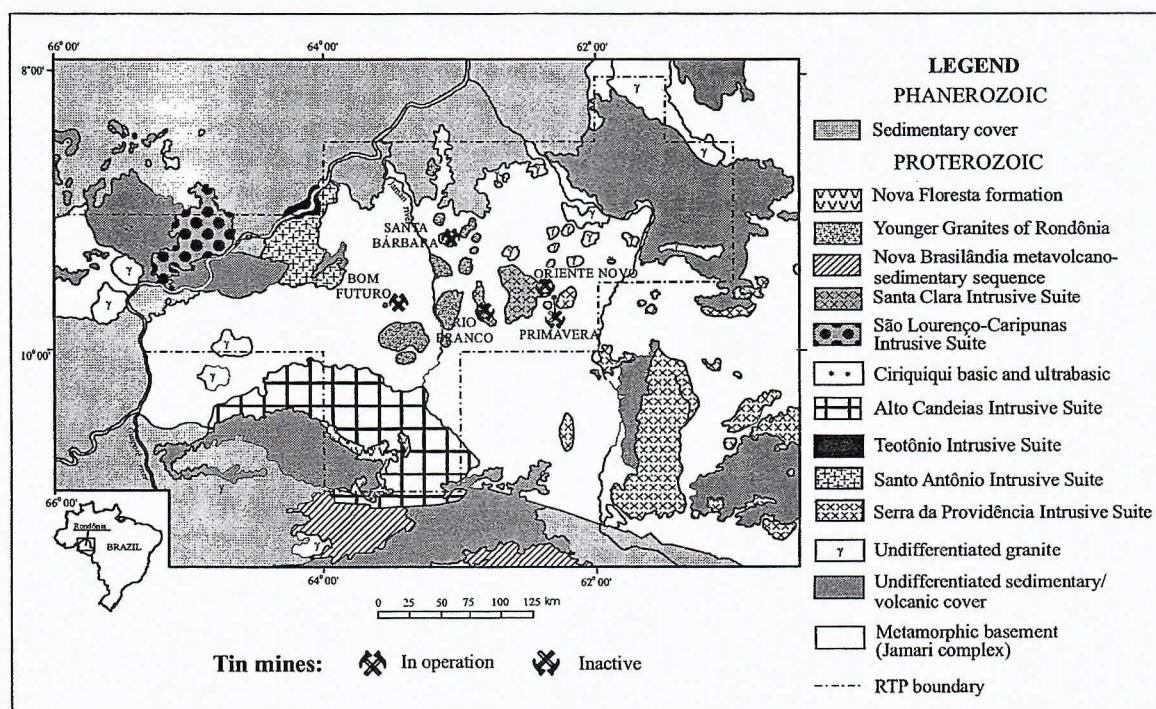 66°00'
64°00'
62°00'
8°00'
10°00'
γ
γ
γ
γ
γ
γ
γ
γ
γ
SANTA
BÁRBARA
BOM
FUTURO
ORIENTE NOVO
RIO
BRANCO
PRIMAVERA
66°00'
Rondônia
BRAZIL
64°00'
62°00'
0 25 50 75 100 125 km
Tin mines:
In operation
Inactive
LEGEND
PHANEROZOIC
Sedimentary cover
PROTEROZOIC
Nova Floresta formation
Younger Granites of Rondônia
Nova Brasilândia metavolcano-
sedimentary sequence
Santa Clara Intrusive Suite
São Lourenço-Caripunas
Intrusive Suite
Ciriquiqui basic and ultrabasic
Alto Candeias Intrusive Suite
Teotônio Intrusive Suite
Santo Antônio Intrusive Suite
Serra da Providência Intrusive Suite
γ Undifferentiated granite
Undifferentiated sedimentary/
volcanic cover
Metamorphic basement
(Jamari complex)
RTP boundary